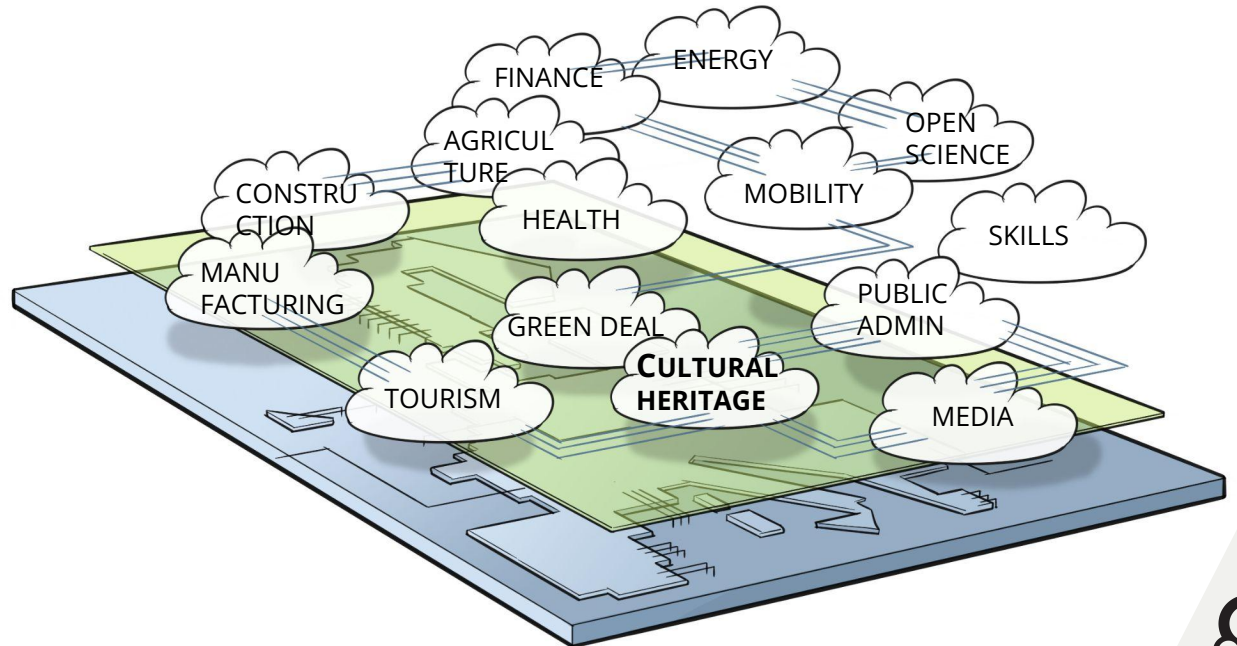 ENERGY
FINANCE
OPEN
SCIENCE
AGRICUL
TURE
MOBILITY
CONSTRU
CTION
HEALTH
SKILLS
MANU
FACTURING
PUBLIC
ADMIN
GREEN DEAL
CULTURAL
HERITAGE
TOURISM
MEDIA